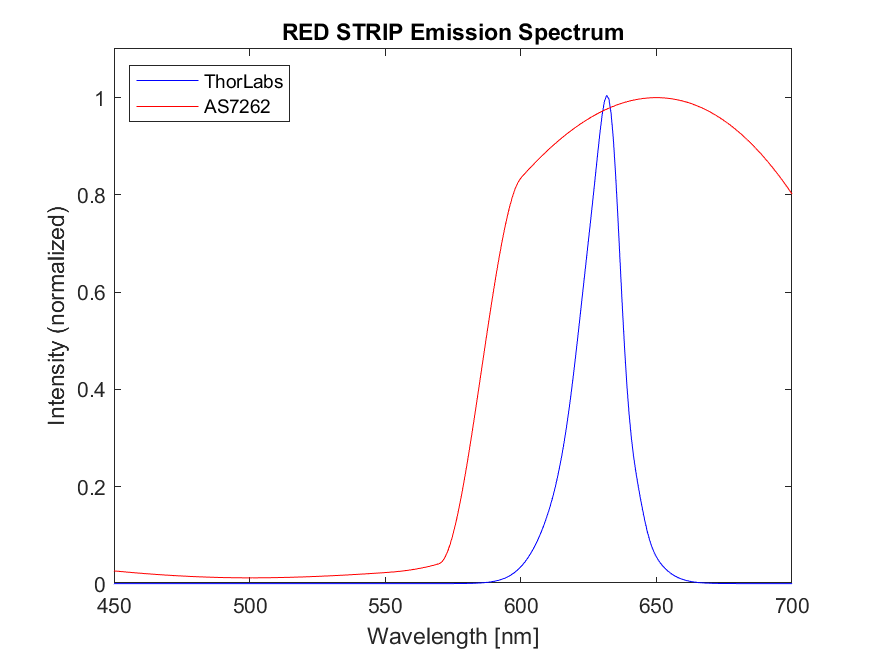 RED STRIP Emission Spectrum
ThorLabs
AS7262
Intensity (normalized)
1
0.8
0.6
0.4
0.2
0
450
500
550
600
650
700
Wavelength [nm]